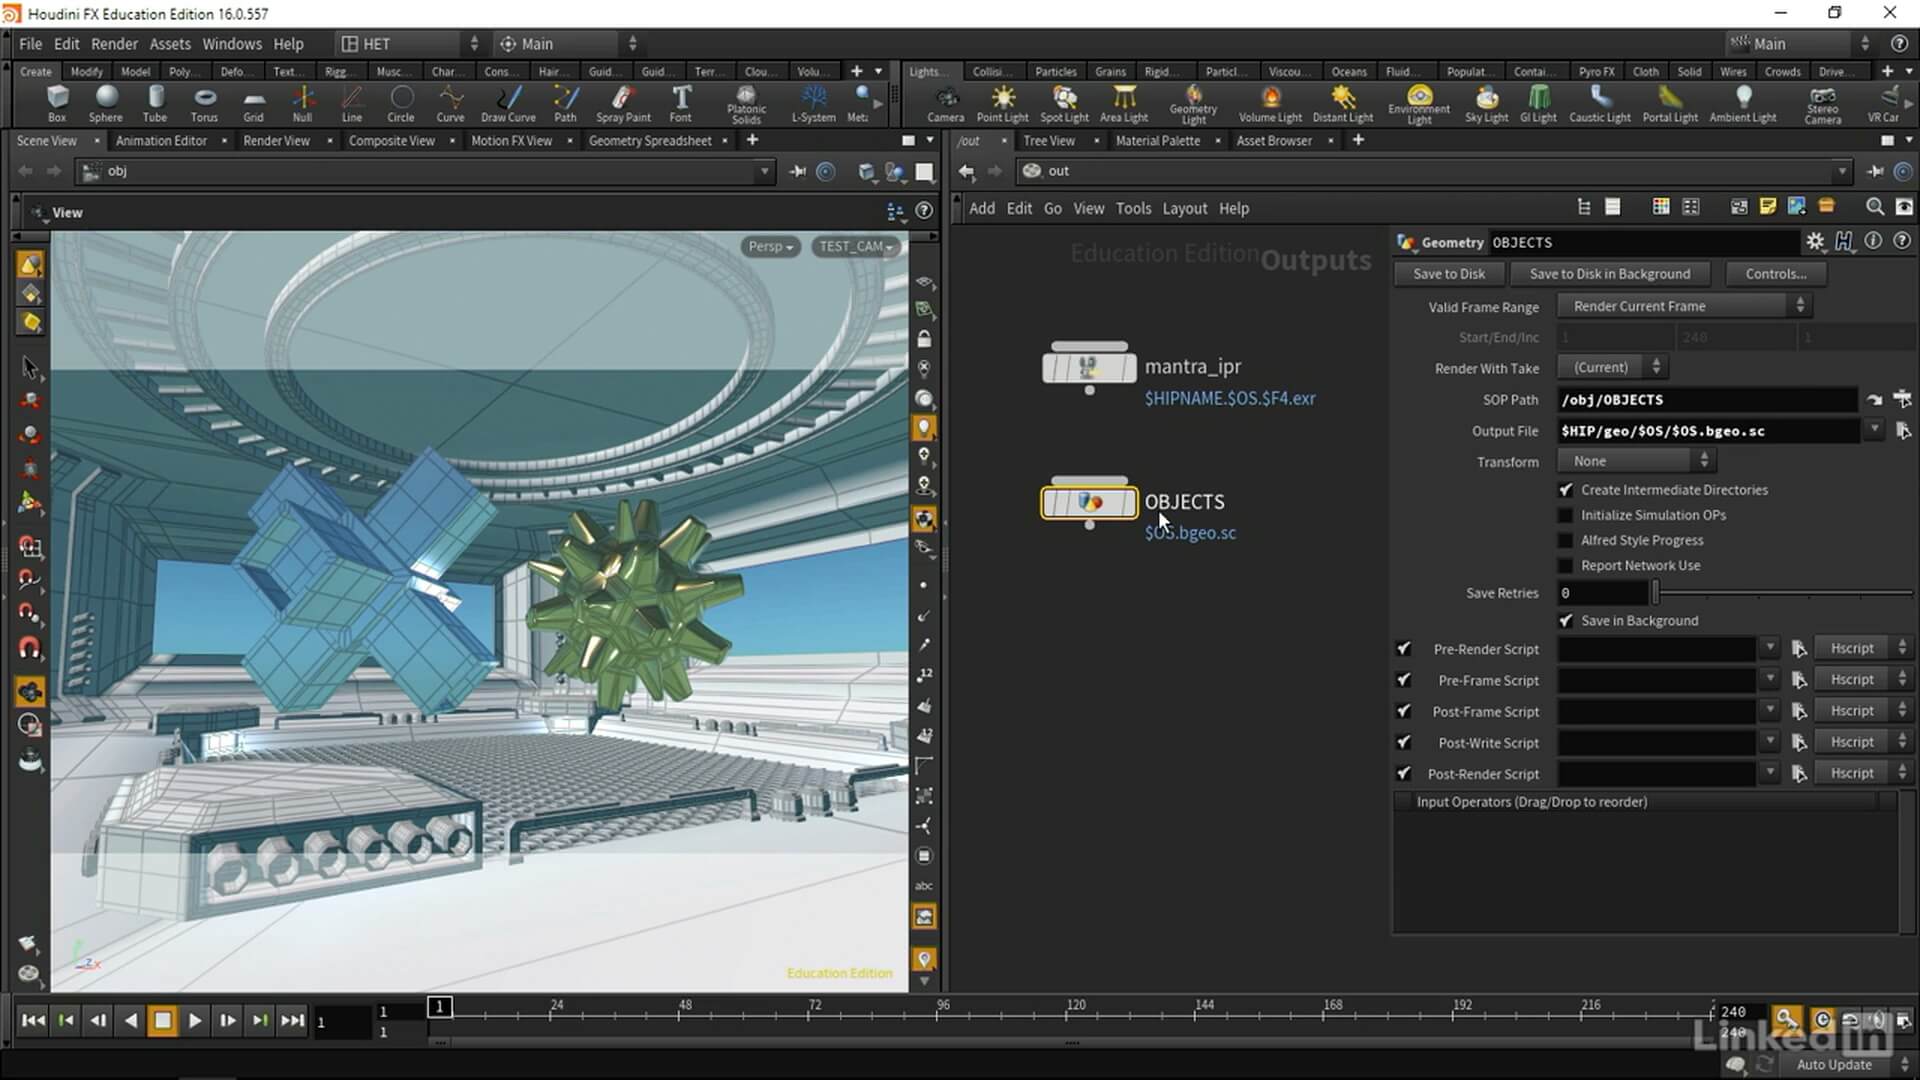 Houdini FX Education Edition 16.0.557
File Edit Render Assets Windows Help HET Main Main
Create Modify Model Poly... Defo... Text... Rigg... Musc... Char... Cons... Hair... Guid... Guid... Terr... Clou... Volu... Lights... Collisi... Particles Grains Rigid... Particl... Viscou... Oceans Fluid... Populat... Contai... Pyro FX Cloth Solid Wires Crowds Drive...
Box Sphere Tube Torus Grid Null Line Circle Curve Draw Curve Path Spray Paint Font Platonic Solids L-System Meta Camera Point Light Spot Light Area Light Geometry Light Volume Light Distant Light Environment Light Sky Light GI Light Caustic Light Portal Light Ambient Light Stereo Camera VR Car
Scene View Animation Editor Render View Composite View Motion FX View Geometry Spreadsheet /out Tree View Material Palette Asset Browser
obj out
View Add Edit Go View Tools Layout Help
Persp TEST_CAM
Education Edition
Outputs
mantra_ipr
$HIPNAME.$OS.$F4.exr
OBJECTS
$OS.bgeo.sc
Geometry OBJECTS
Save to Disk Save to Disk in Background Controls...
Valid Frame Range Render Current Frame
Start/End/Inc 1 240 1
Render With Take (Current)
SOP Path /obj/OBJECTS
Output File $HIP/geo/$OS/$OS.bgeo.sc
Transform None
Create Intermediate Directories
Initialize Simulation OPs
Alfred Style Progress
Report Network Use
Save Retries 0
Save in Background
Pre-Render Script Hscript
Pre-Frame Script Hscript
Post-Frame Script Hscript
Post-Write Script Hscript
Post-Render Script Hscript
Input Operators (Drag/Drop to reorder)
12
12
abc
z x
Education Edition
1 1 1 1 24 48 72 96 120 144 168 192 216 2 240
240
Linked in
Auto Update